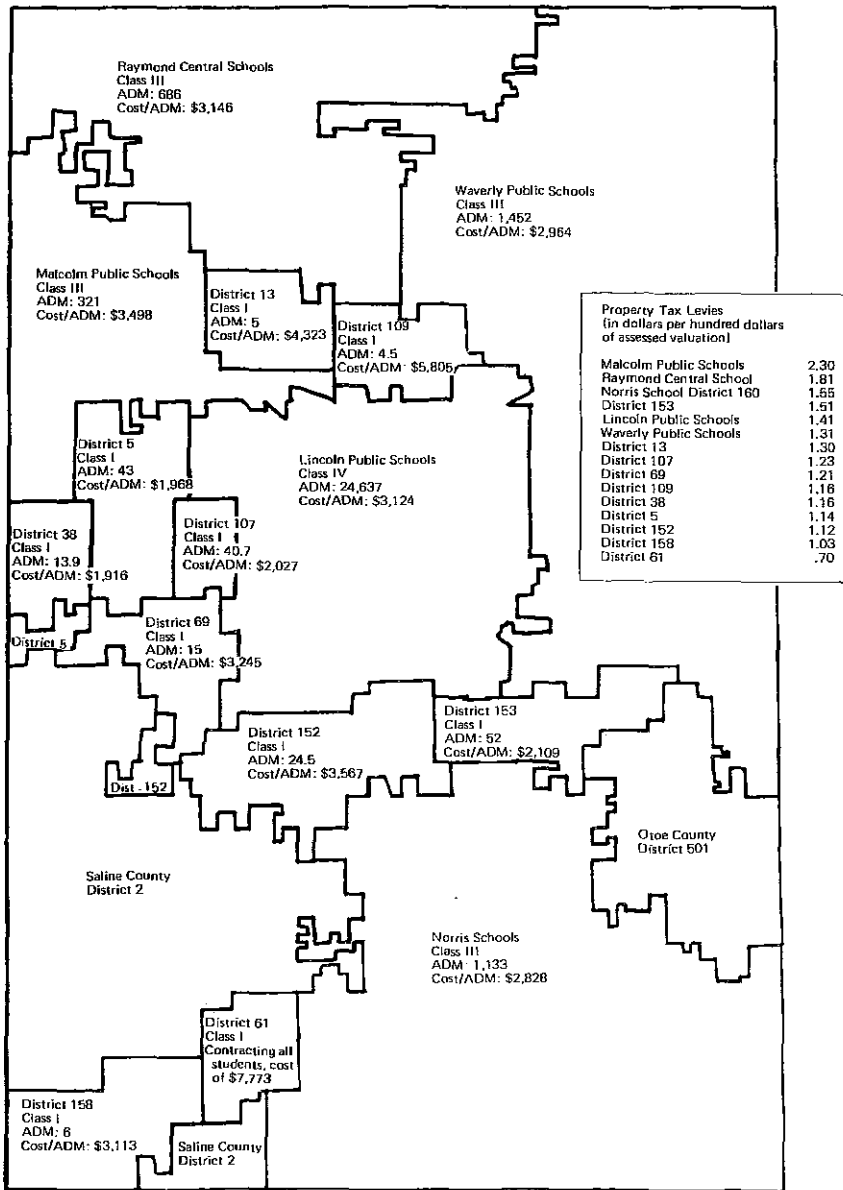 Raymond Central Schools
Class III
ADM: 686
Cost/ADM: $3,146
Waverly Public Schools
Class III
ADM: 1,452
Cost/ADM: $2,964
Malcolm Public Schools
Class III
ADM: 321
Cost/ADM: $3,498
District 13
Class I
ADM: 5
Cost/ADM: $4,323
District 109
Class I
ADM: 4.5
Cost/ADM: $5,805
Property Tax Levies
(in dollars per hundred dollars
of assessed valuation)
Malcolm Public Schools 2.30
Raymond Central School 1.81
Norris School District 160 1.55
District 153 1.51
Lincoln Public Schools 1.41
Waverly Public Schools 1.31
District 13 1.30
District 107 1.23
District 69 1.21
District 109 1.16
District 38 1.16
District 5 1.14
District 152 1.12
District 158 1.03
District 61 .70
District 5
Class I
ADM: 43
Cost/ADM: $1,968
Lincoln Public Schools
Class IV
ADM: 24,637
Cost/ADM: $3,124
District 38
Class I
ADM: 13.9
Cost/ADM: $1,916
District 107
Class I
ADM: 40.7
Cost/ADM: $2,027
District 5
District 69
Class I
ADM: 15
Cost/ADM: $3,245
District 152
Class I
ADM: 24.5
Cost/ADM: $3,567
District 153
Class I
ADM: 52
Cost/ADM: $2,109
Dist. 152
Otoe County
District 501
Saline County
District 2
Norris Schools
Class III
ADM: 1,133
Cost/ADM: $2,828
District 61
Class I
Contracting all
students, cost
of $7,773
District 158
Class I
ADM: 6
Cost/ADM: $3,113
Saline County
District 2